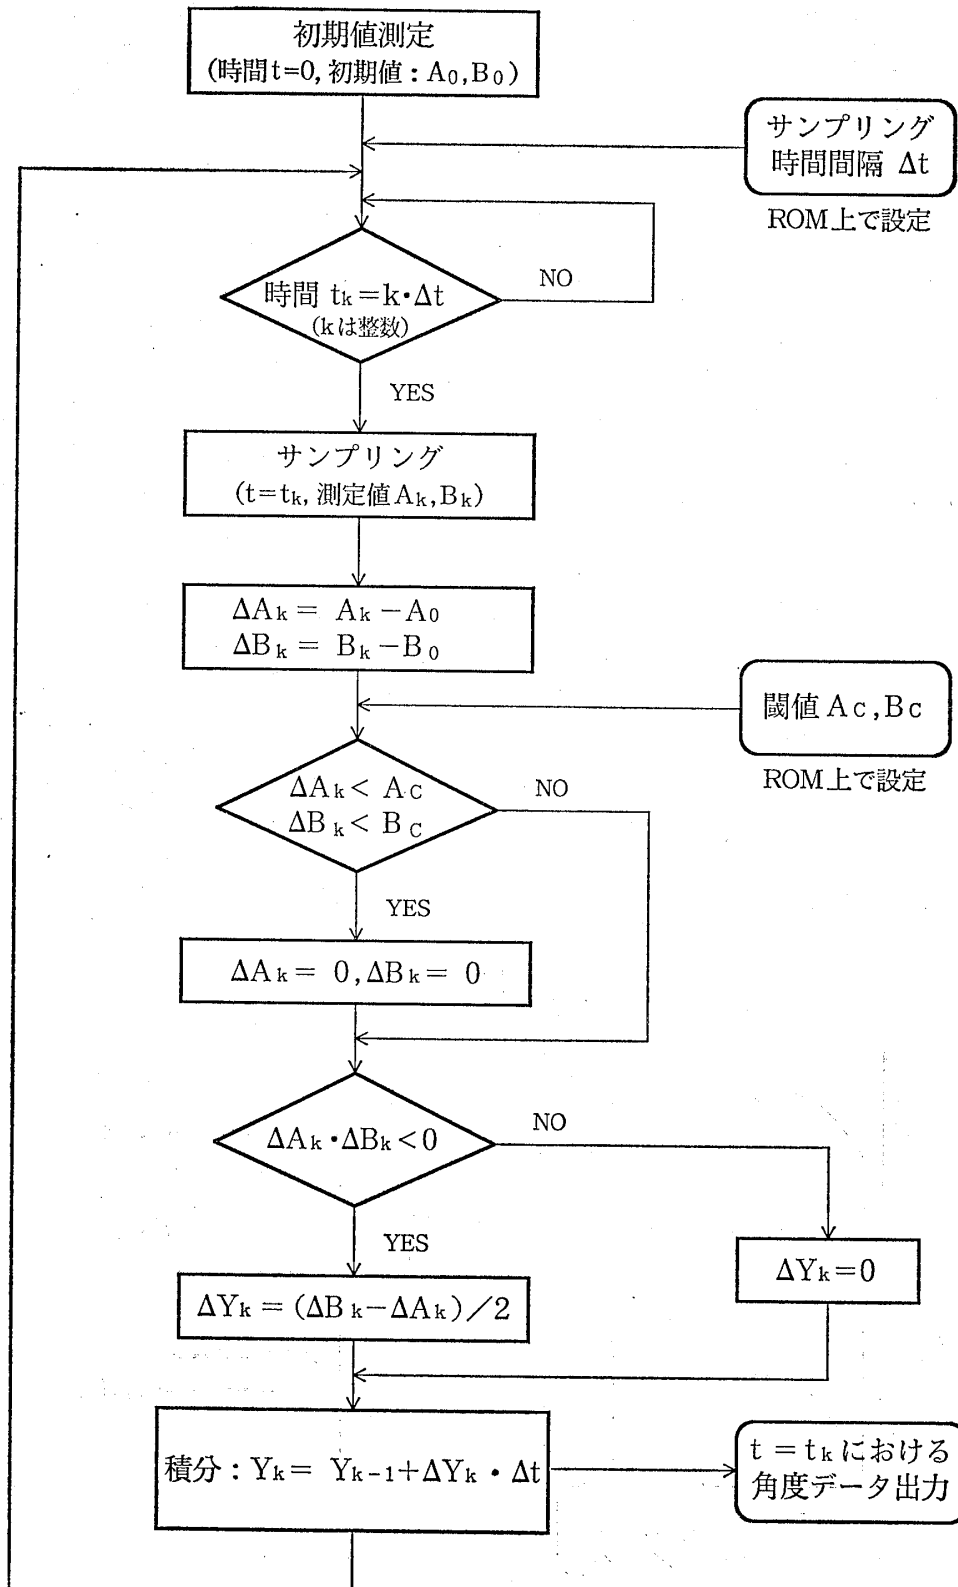 初期値測定
(時間t=0, 初期値：A0,B0)
サンプリング
時間間隔 Δt
ROM上で設定
時間 tk=k・Δt
(kは整数)
NO
YES
サンプリング
(t=tk, 測定値Ak,Bk)
ΔAk= Ak−A0
ΔBk= Bk−B0
閾値 AC,BC
ROM上で設定
ΔAk< AC
ΔBk< BC
NO
YES
ΔAk= 0,ΔBk= 0
ΔAk・ΔBk<0
NO
YES
ΔYk=0
ΔYk=(ΔBk−ΔAk)／2
積分：Yk= Yk−1+ΔYk・Δt
t=tkにおける
角度データ出力